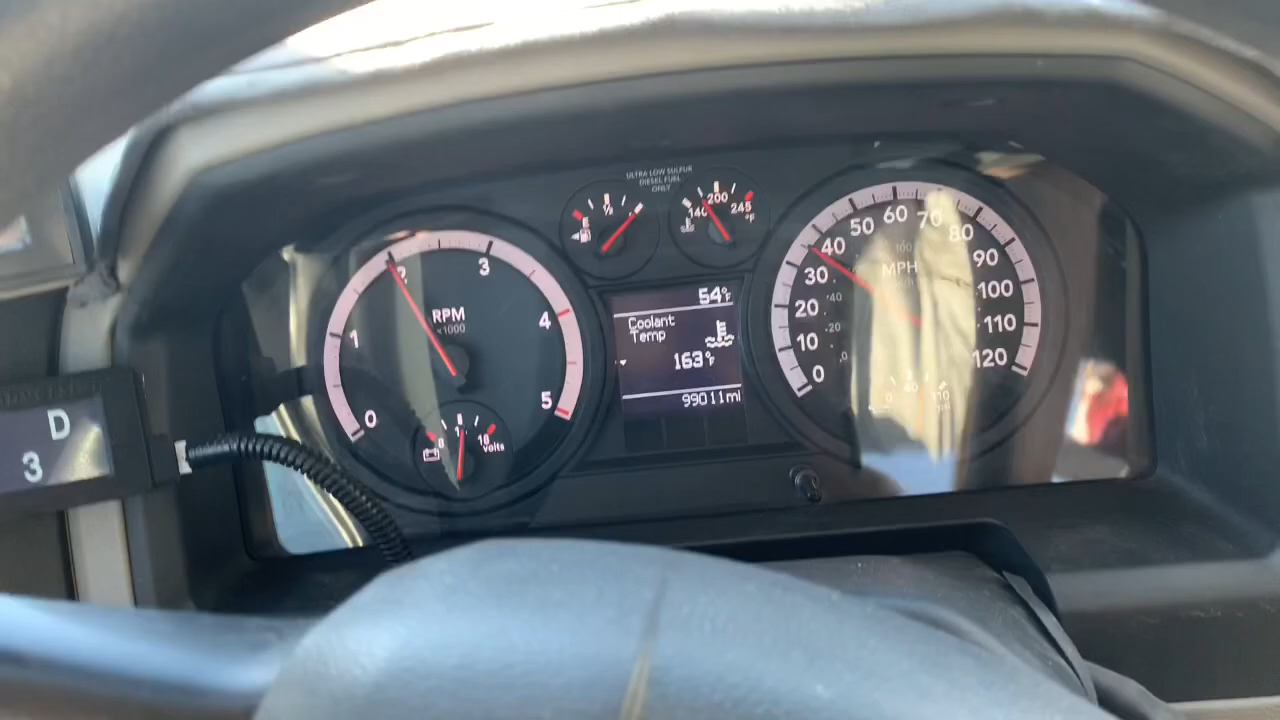 ULTRA LOW SULFUR
DIESEL FUEL
ONLY
½
140
200
245
°F
0
1
2
3
4
5
RPM
x1000
8
18
volts
54°F
Coolant
Temp
163°F
99011mi
0
10
20
30
40
50
60
70
80
90
100
110
120
MPH
D
3